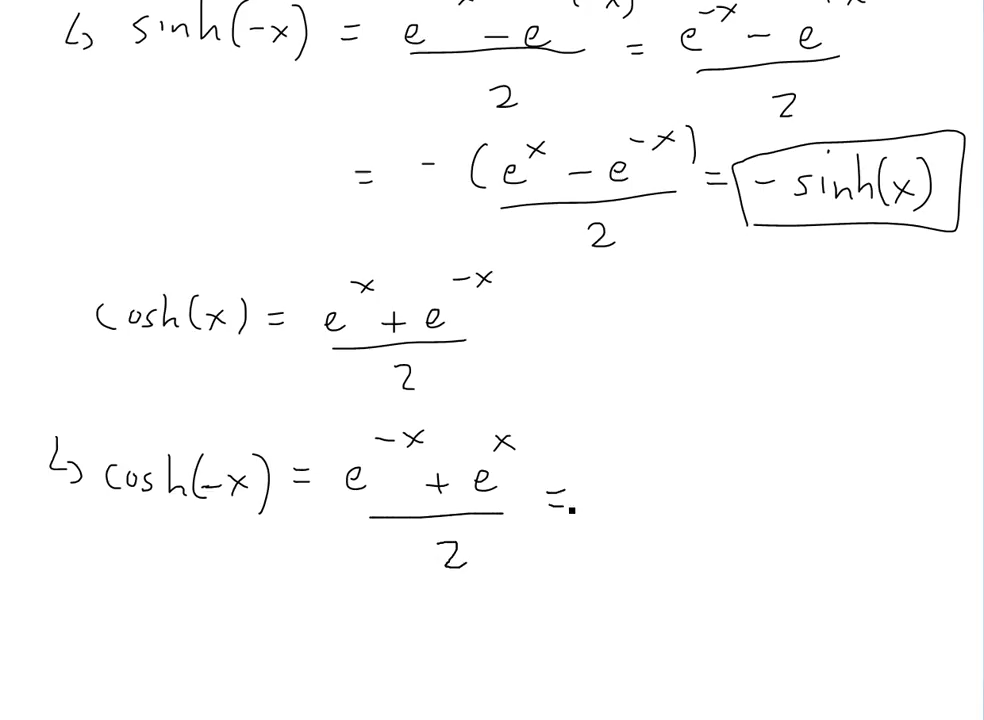 ↳ sinh(-x) = e - e / 2 = e^-x - e / 2
= - (e^x - e^-x) / 2 = - sinh(x)
cosh(x) = e^x + e^-x / 2
↳ cosh(-x) = e^-x + e^x / 2 =